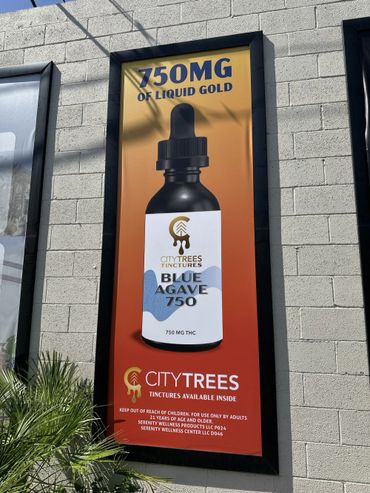 750MG
OF LIQUID GOLD
CITYTREES
TINCTURES
BLUE
AGAVE
750
750 MG THC
CITYTREES
TINCTURES AVAILABLE INSIDE
KEEP OUT OF REACH OF CHILDREN. FOR USE ONLY BY ADULTS
21 YEARS OF AGE AND OLDER.
SERENITY WELLNESS PRODUCTS LLC P024
SERENITY WELLNESS CENTER LLC D046